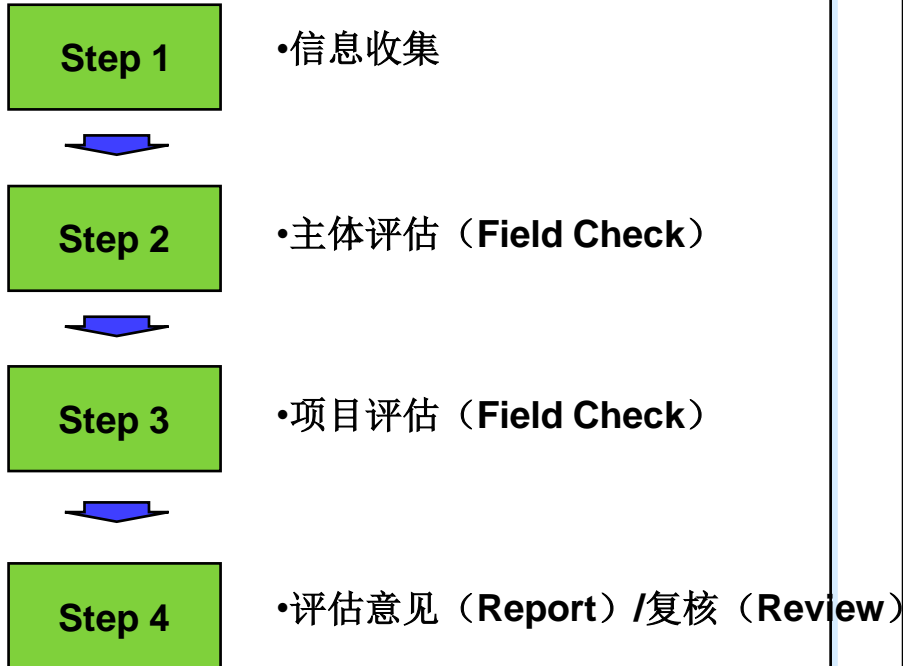 Step 1
•信息收集
Step 2
•主体评估（Field Check）
Step 3
•项目评估（Field Check）
Step 4
•评估意见（Report）/复核（Review）